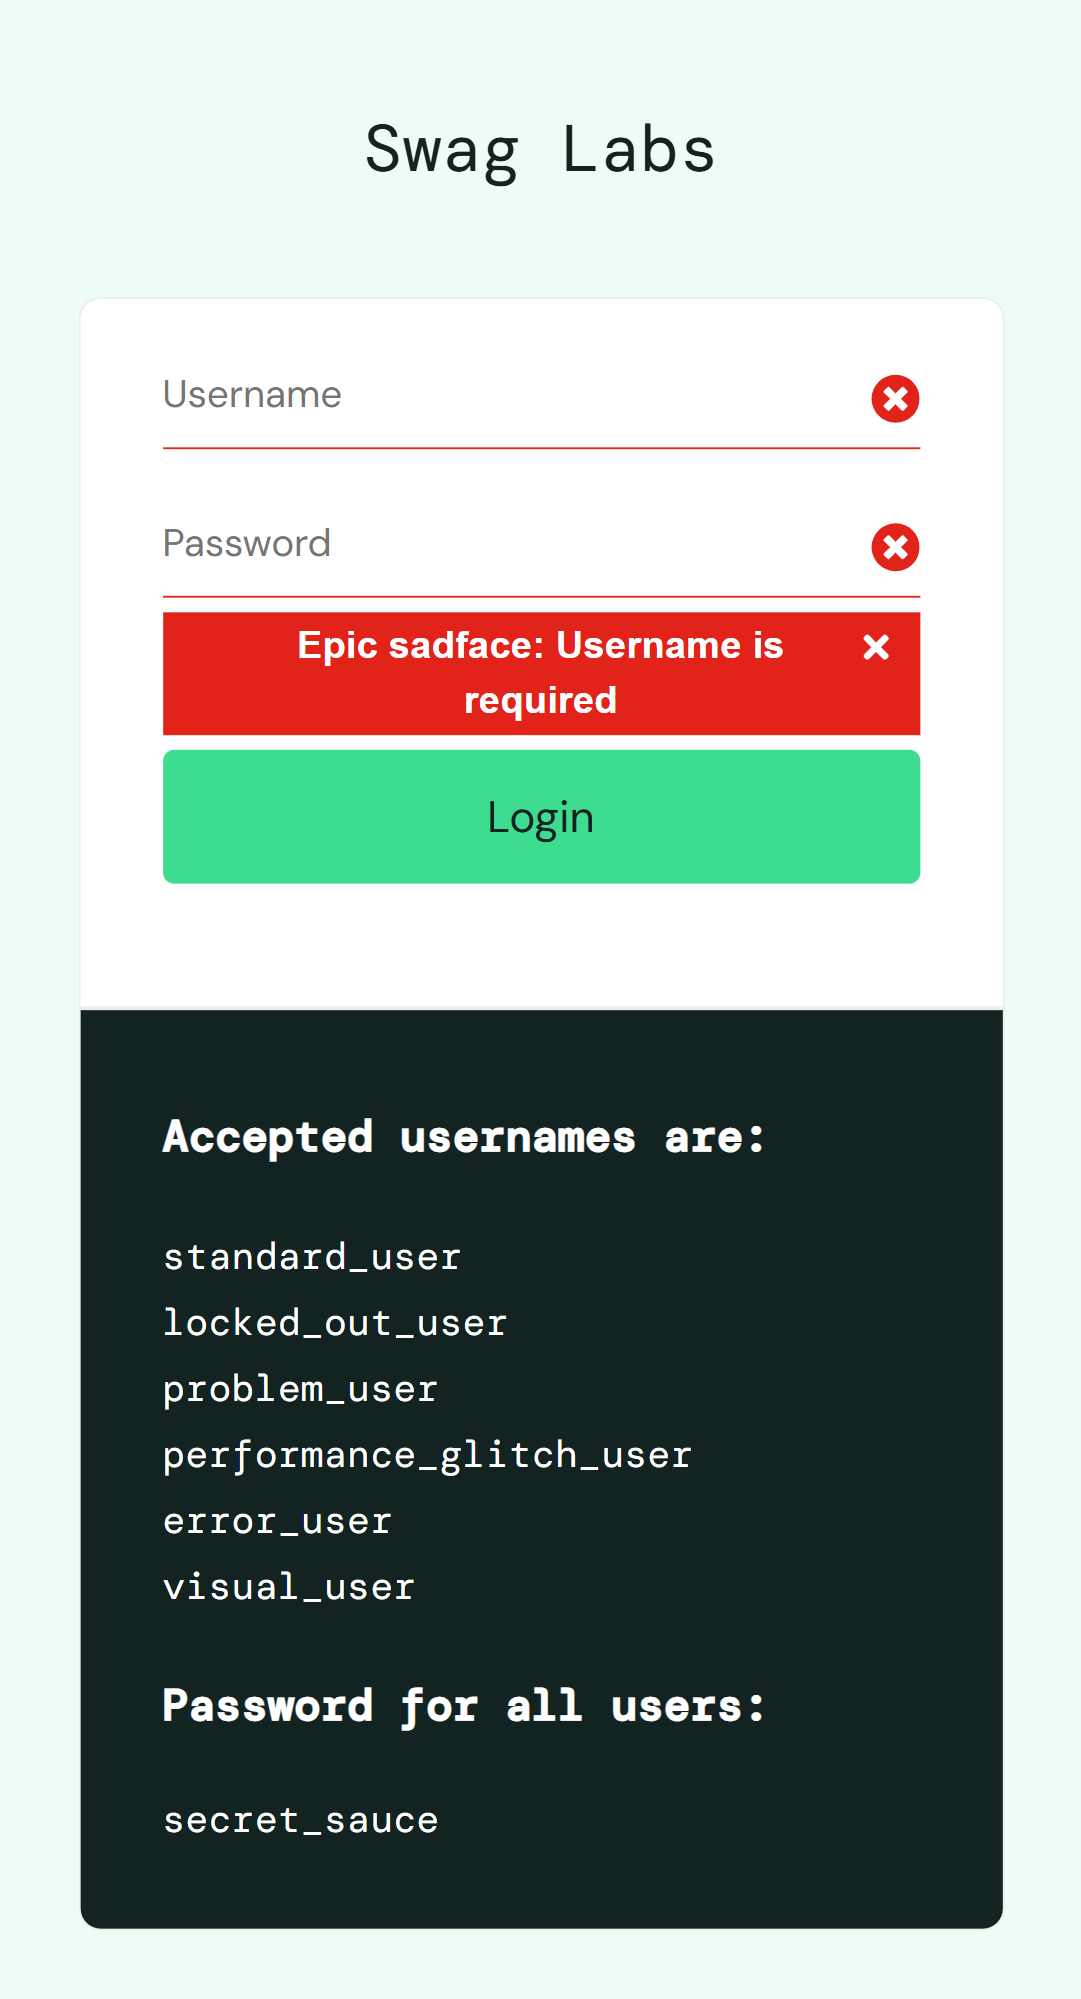 Swag Labs
Username
Password
Epic sadface: Username is
required
Login
Accepted usernames are:
standard_user
locked_out_user
problem_user
performance_glitch_user
error_user
visual_user
Password for all users:
secret_sauce